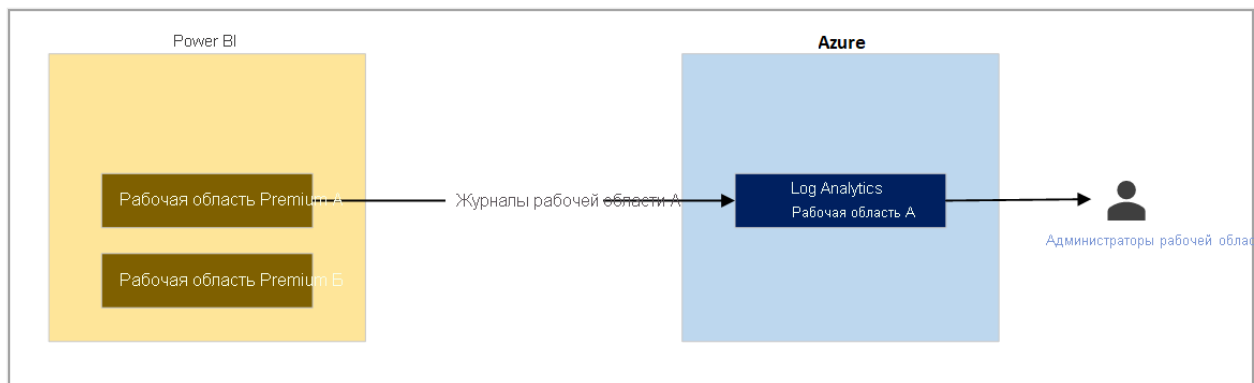 Power BI
Azure
Рабочая область Premium А
Журналы рабочей области А
Log Analytics
Рабочая область А
Администраторы рабочей облас
Рабочая область Premium Б